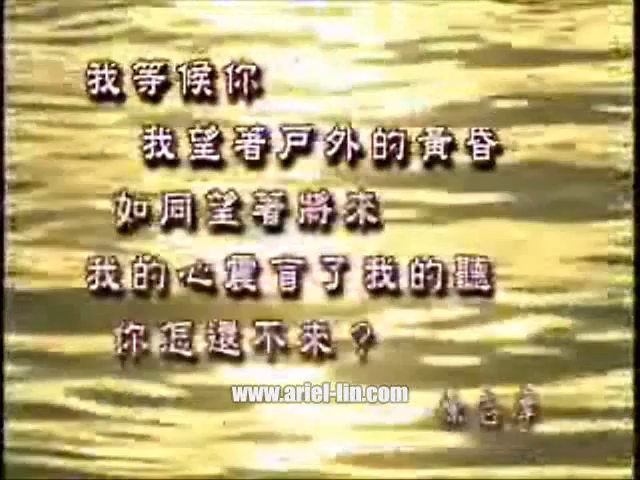 我等候你
我望著戶外的黃昏
如同望著將來
我的心震盲了我的聽
你怎還不來？
www.ariel-lin.com